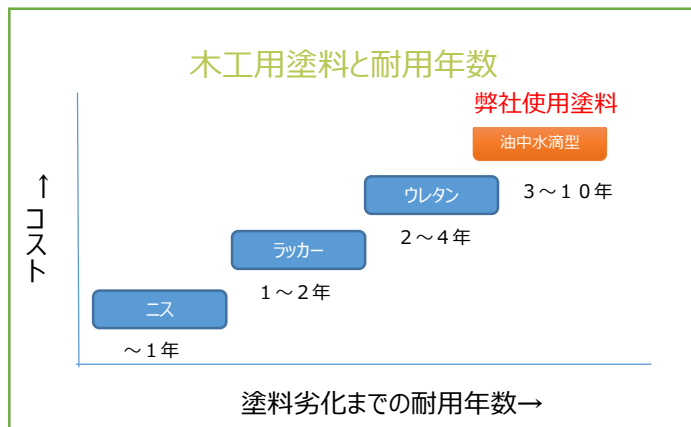 木工用塗料と耐用年数
弊社使用塗料
油中水滴型
3～10年
ウレタン
2～4年
ラッカー
1～2年
ニス
～1年
↑コスト
塗料劣化までの耐用年数→